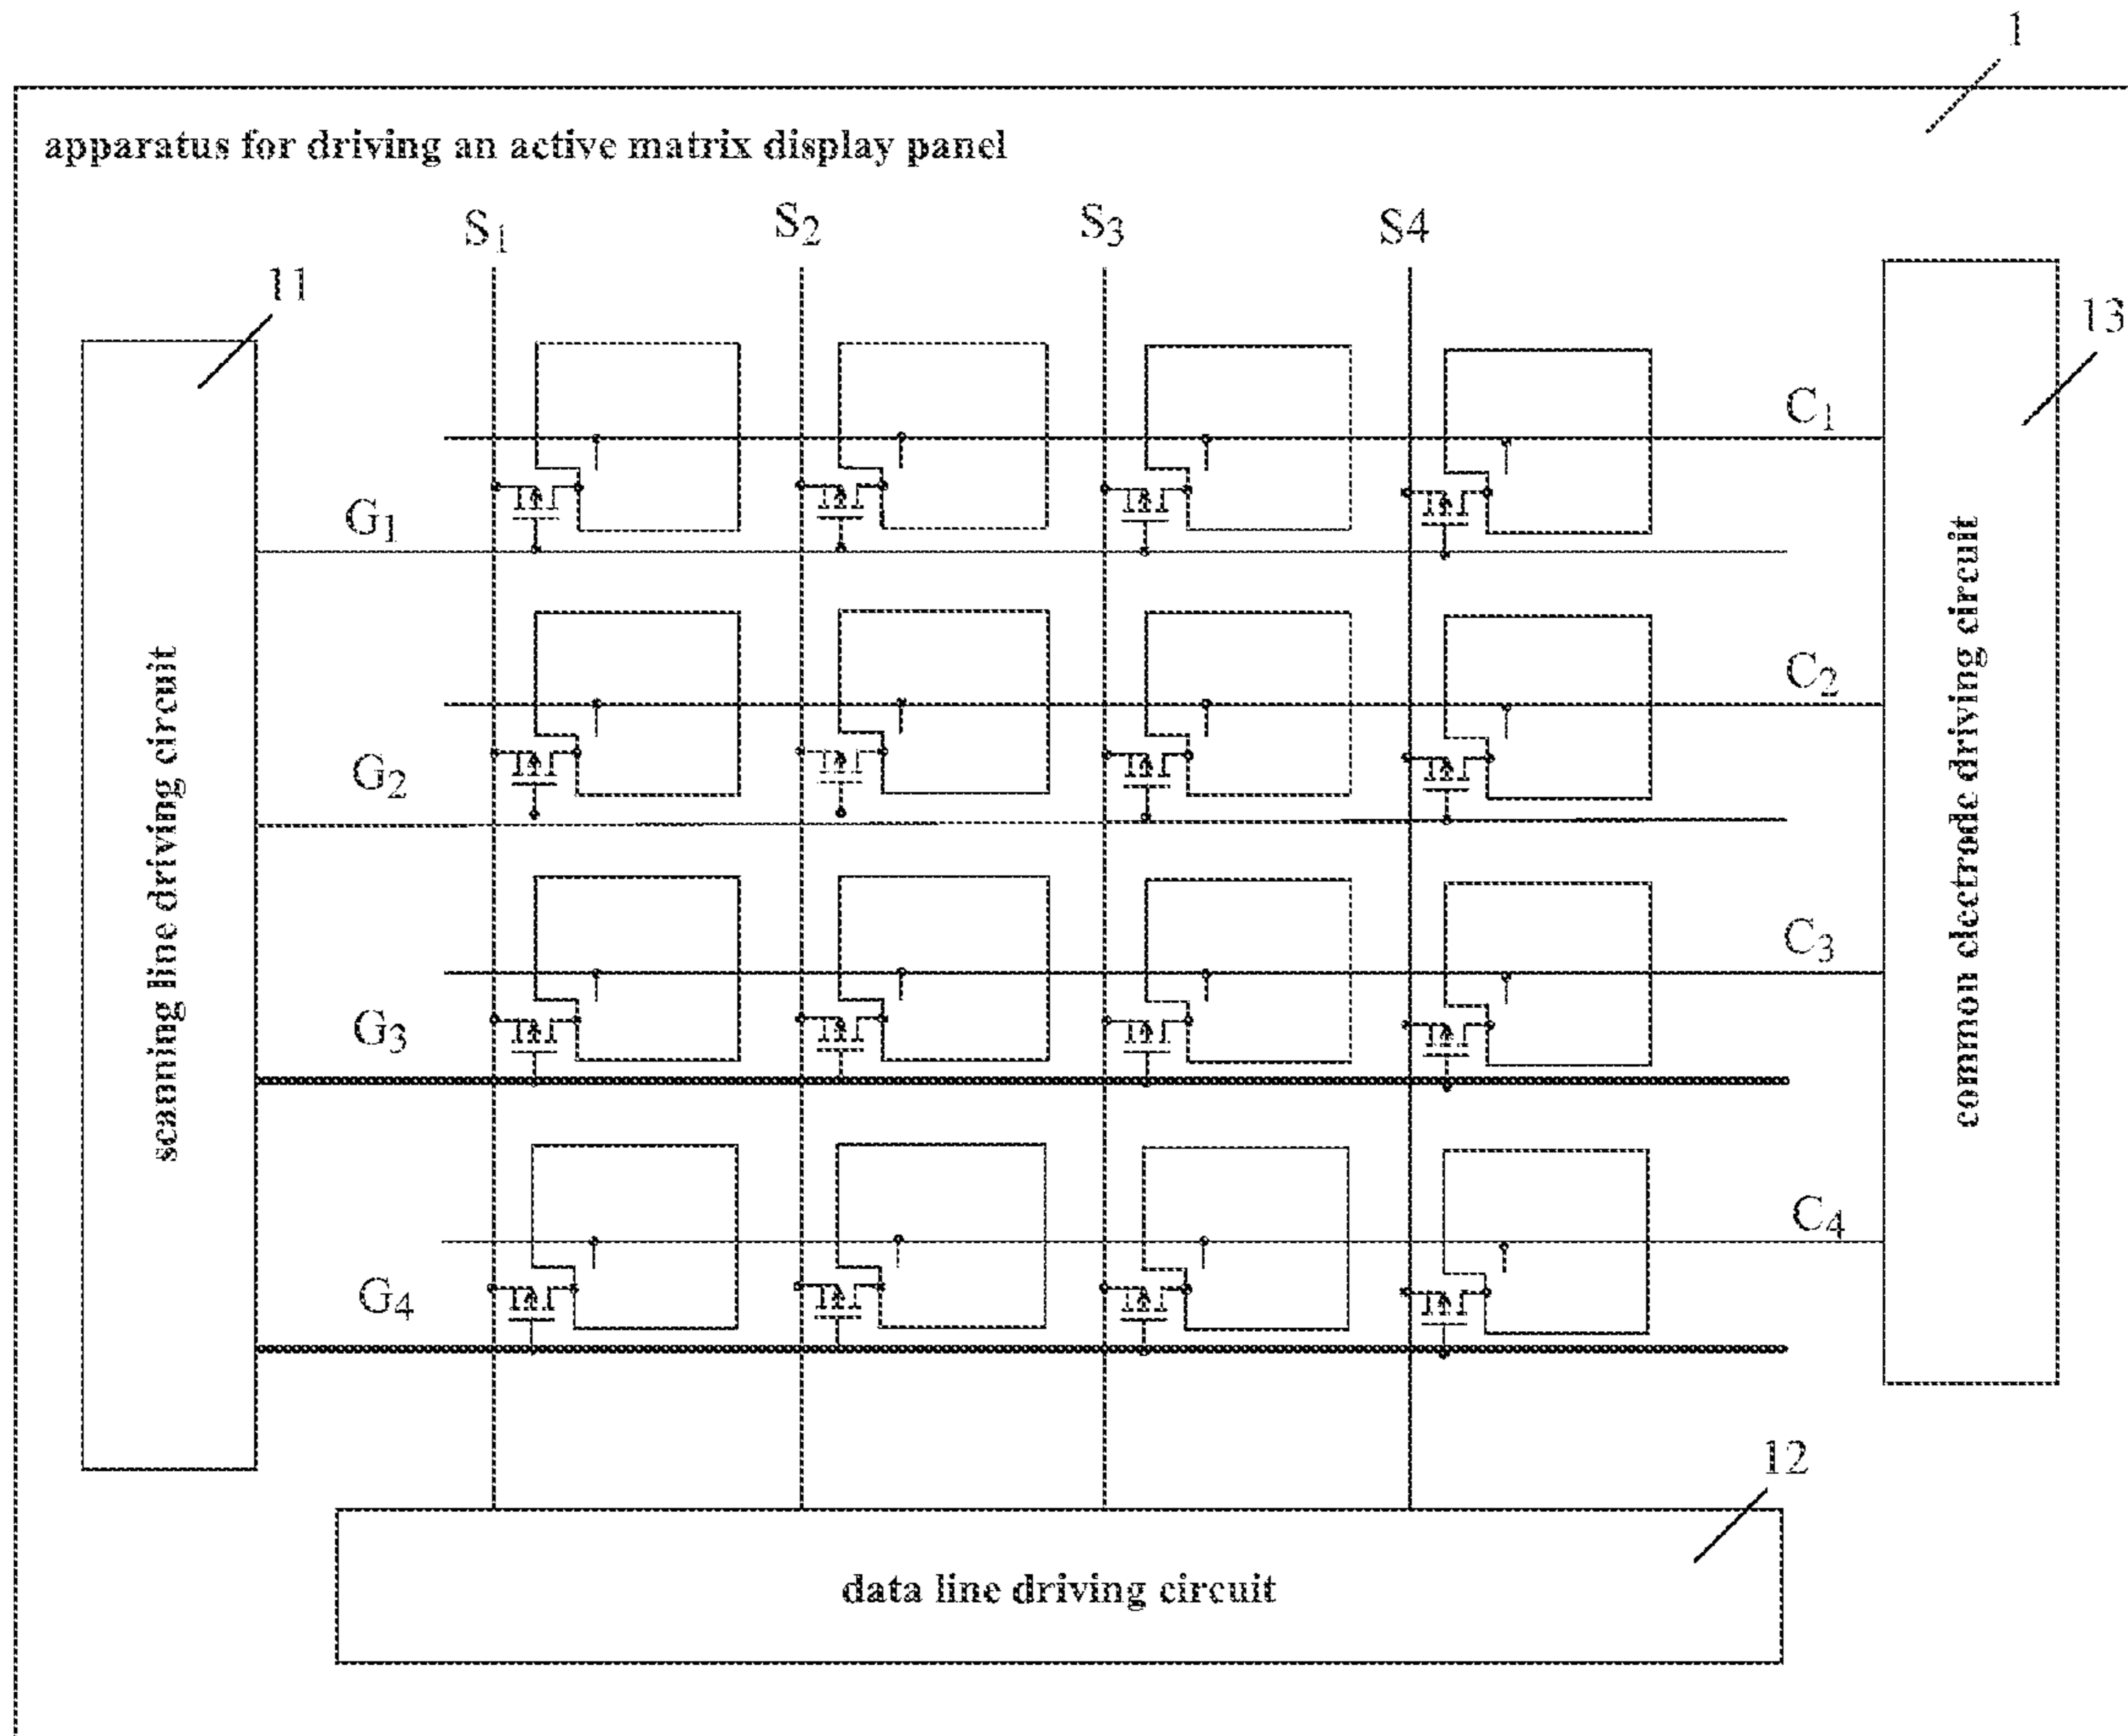 1
apparatus for driving an active matrix display panel
S1 S2 S3 S4
11
13
C1
G1
C2
G2
C3
G3
C4
G4
scanning line driving circuit
common electrode driving circuit
12
data line driving circuit